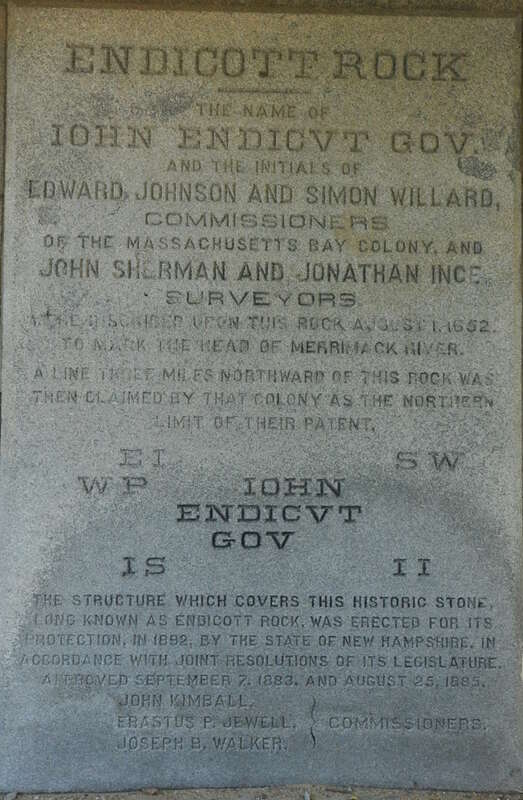 ENDICOTT ROCK
THE NAME OF
IOHN ENDICVT GOV.
AND THE INITIALS OF
EDWARD JOHNSON AND SIMON WILLARD,
COMMISSIONERS
OF THE MASSACHUSETTS BAY COLONY, AND
JOHN SHERMAN AND JONATHAN INCE
SURVEYORS
WERE INSCRIBED UPON THIS ROCK AUGUST 1, 1652.
TO MARK THE HEAD OF MERRIMACK RIVER.
A LINE THREE MILES NORTHWARD OF THIS ROCK WAS
THEN CLAIMED BY THAT COLONY AS THE NORTHERN
LIMIT OF THEIR PATENT.
EI SW
WP IOHN
ENDICVT
GOV
IS II
THE STRUCTURE WHICH COVERS THIS HISTORIC STONE,
LONG KNOWN AS ENDICOTT ROCK, WAS ERECTED FOR ITS
PROTECTION, IN 1892, BY THE STATE OF NEW HAMPSHIRE, IN
ACCORDANCE WITH JOINT RESOLUTIONS OF ITS LEGISLATURE,
APPROVED SEPTEMBER 7, 1883, AND AUGUST 25, 1885.
JOHN KIMBALL,
ERASTUS P. JEWELL, } COMMISSIONERS.
JOSEPH B. WALKER.